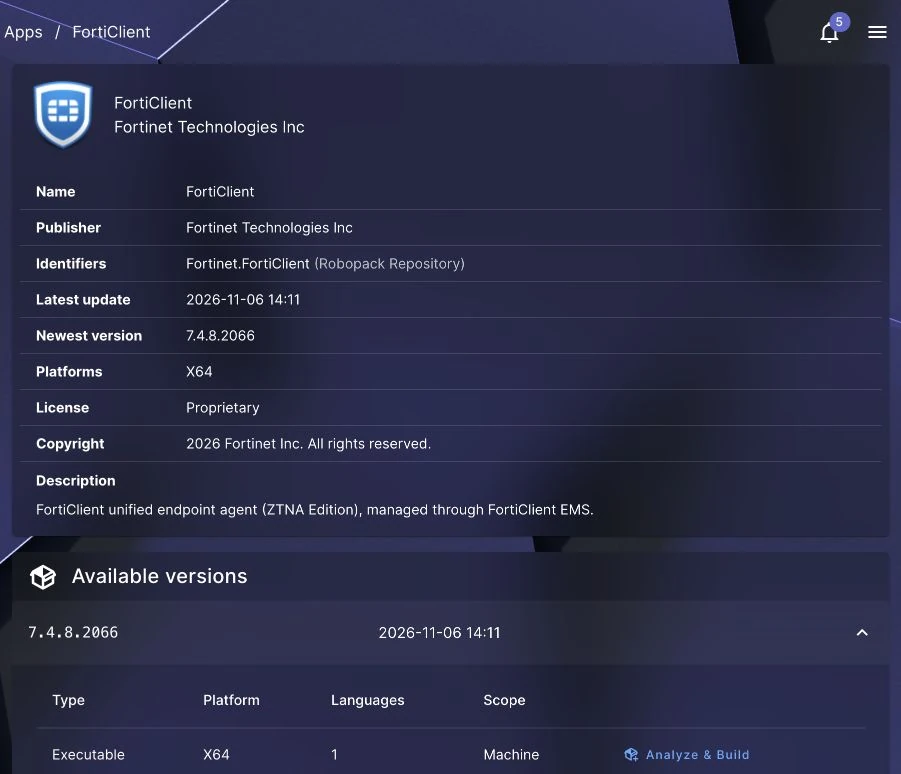 Apps / FortiClient
5
FortiClient
Fortinet Technologies Inc
Name FortiClient
Publisher Fortinet Technologies Inc
Identifiers Fortinet.FortiClient (Robopack Repository)
Latest update 2026-11-06 14:11
Newest version 7.4.8.2066
Platforms X64
License Proprietary
Copyright 2026 Fortinet Inc. All rights reserved.
Description
FortiClient unified endpoint agent (ZTNA Edition), managed through FortiClient EMS.
Available versions
7.4.8.2066 2026-11-06 14:11
Type Platform Languages Scope
Executable X64 1 Machine Analyze & Build